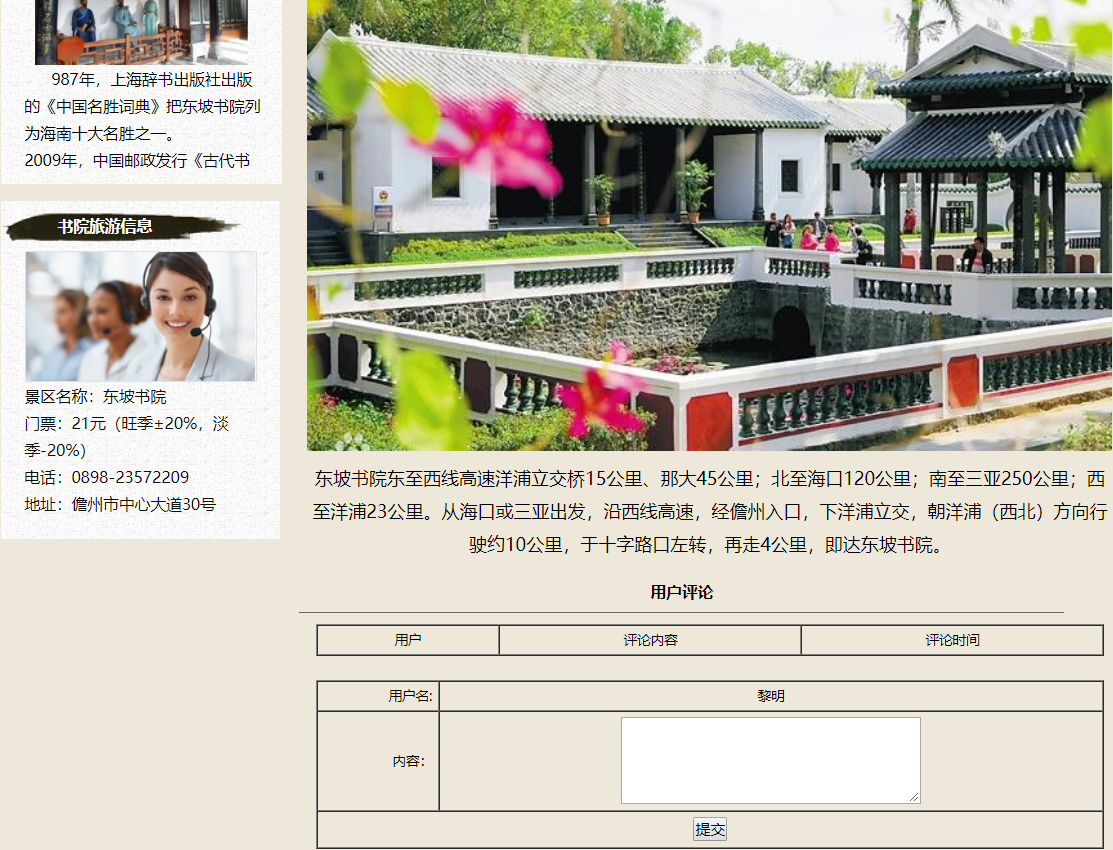 987年，上海辞书出版社出版
的《中国名胜词典》把东坡书院列
为海南十大名胜之一。
2009年，中国邮政发行《古代书
书院旅游信息
景区名称：东坡书院
门票：21元（旺季±20%，淡
季-20%）
电话：0898-23572209
地址：儋州市中心大道30号
东坡书院东至西线高速洋浦立交桥15公里、那大45公里；北至海口120公里；南至三亚250公里；西
至洋浦23公里。从海口或三亚出发，沿西线高速，经儋州入口，下洋浦立交，朝洋浦（西北）方向行
驶约10公里，于十字路口左转，再走4公里，即达东坡书院。
用户评论
用户 评论内容 评论时间
用户名: 黎明
内容：
提交